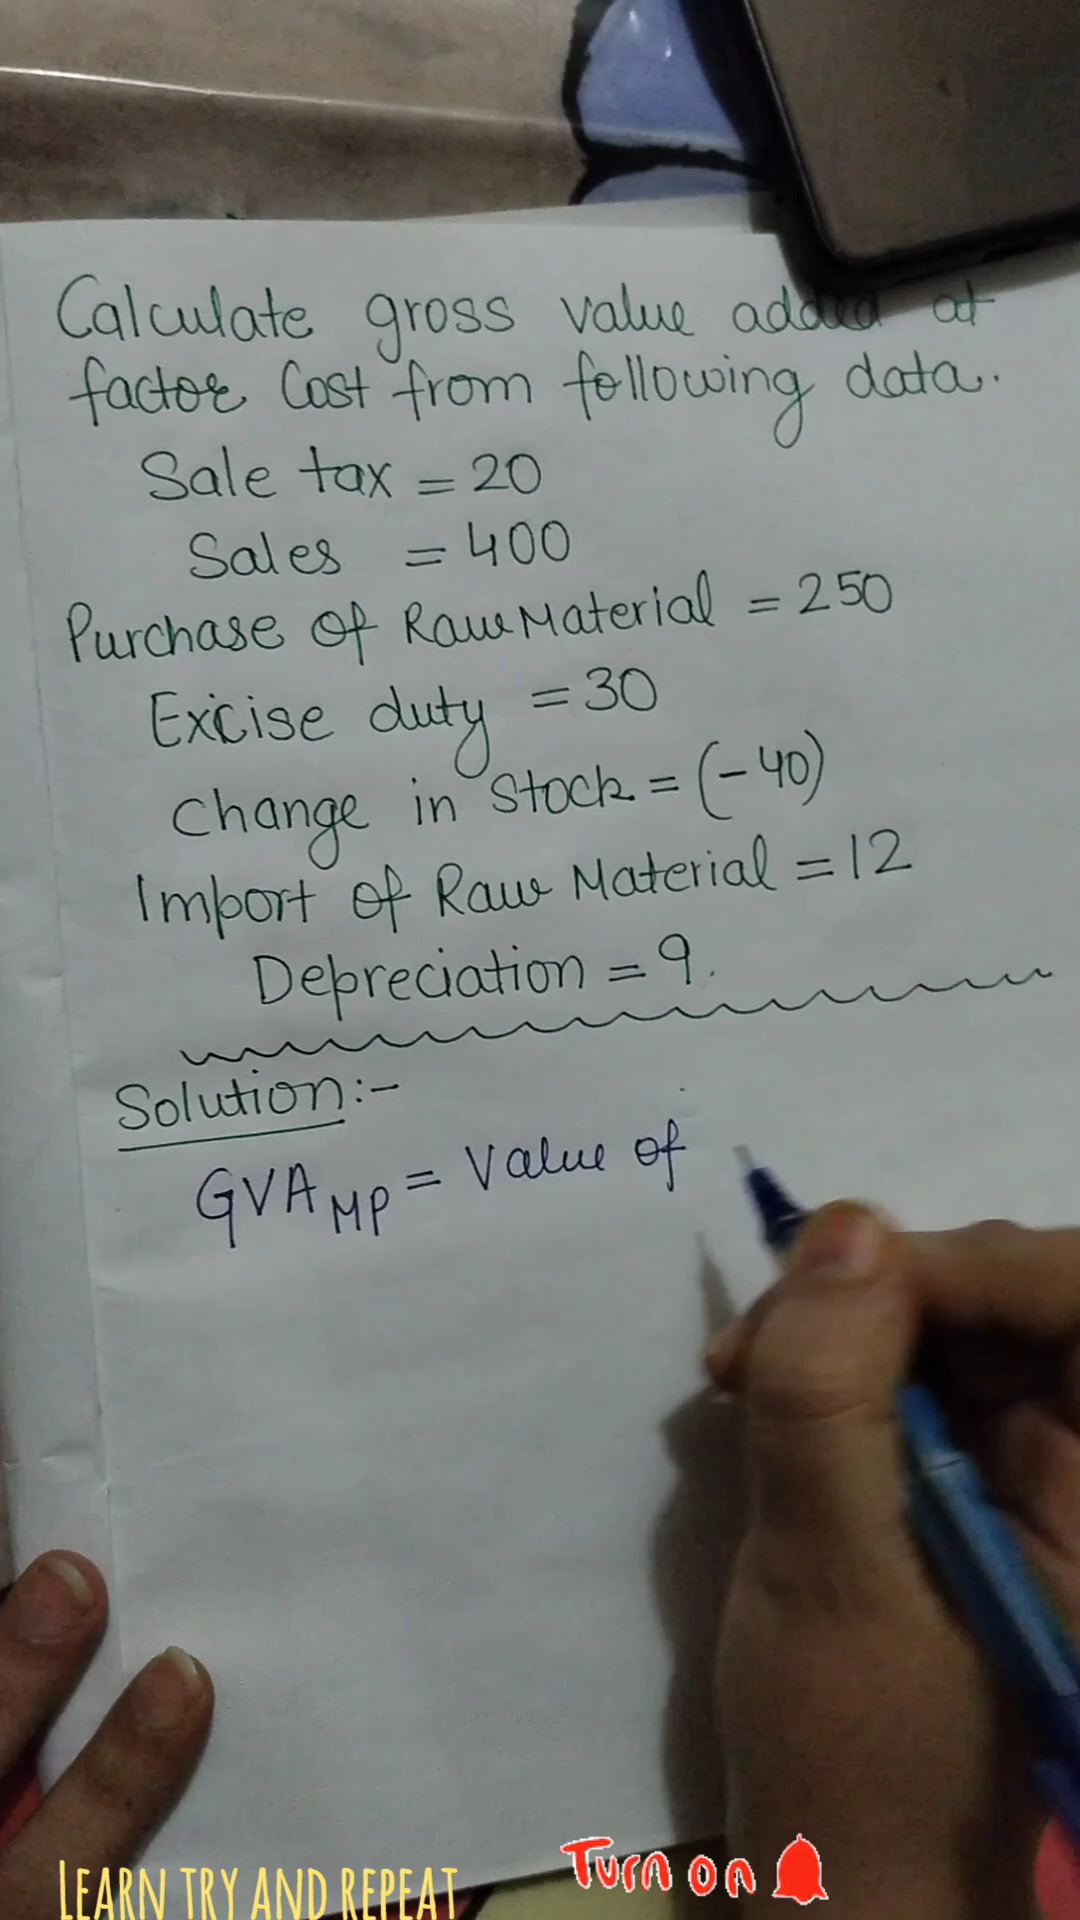 Calculate gross value added at
factor Cost from following data.
Sale tax = 20
Sales = 400
Purchase of Raw Material = 250
Excise duty = 30
Change in Stock = (-40)
Import of Raw Material = 12
Depreciation = 9.
Solution:-
GVA MP = Value of
LEARN TRY AND REPEAT
Turn on